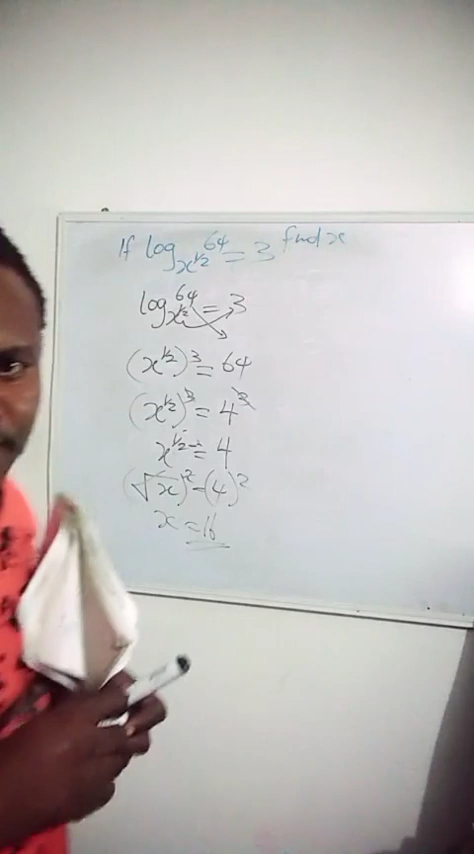 If log_{x^{1/2}} 64 = 3 find x
log_{x^{1/2}} 64 = 3
(x^{1/2})^3 = 64
(x^{1/2})^3 = 4^3
x^{1/2} = 4
(√x)^2 = (4)^2
x = 16